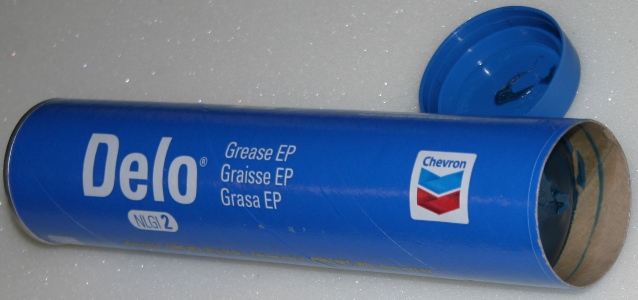 Delo®
NLGI 2
Grease EP
Graisse EP
Grasa EP
Chevron